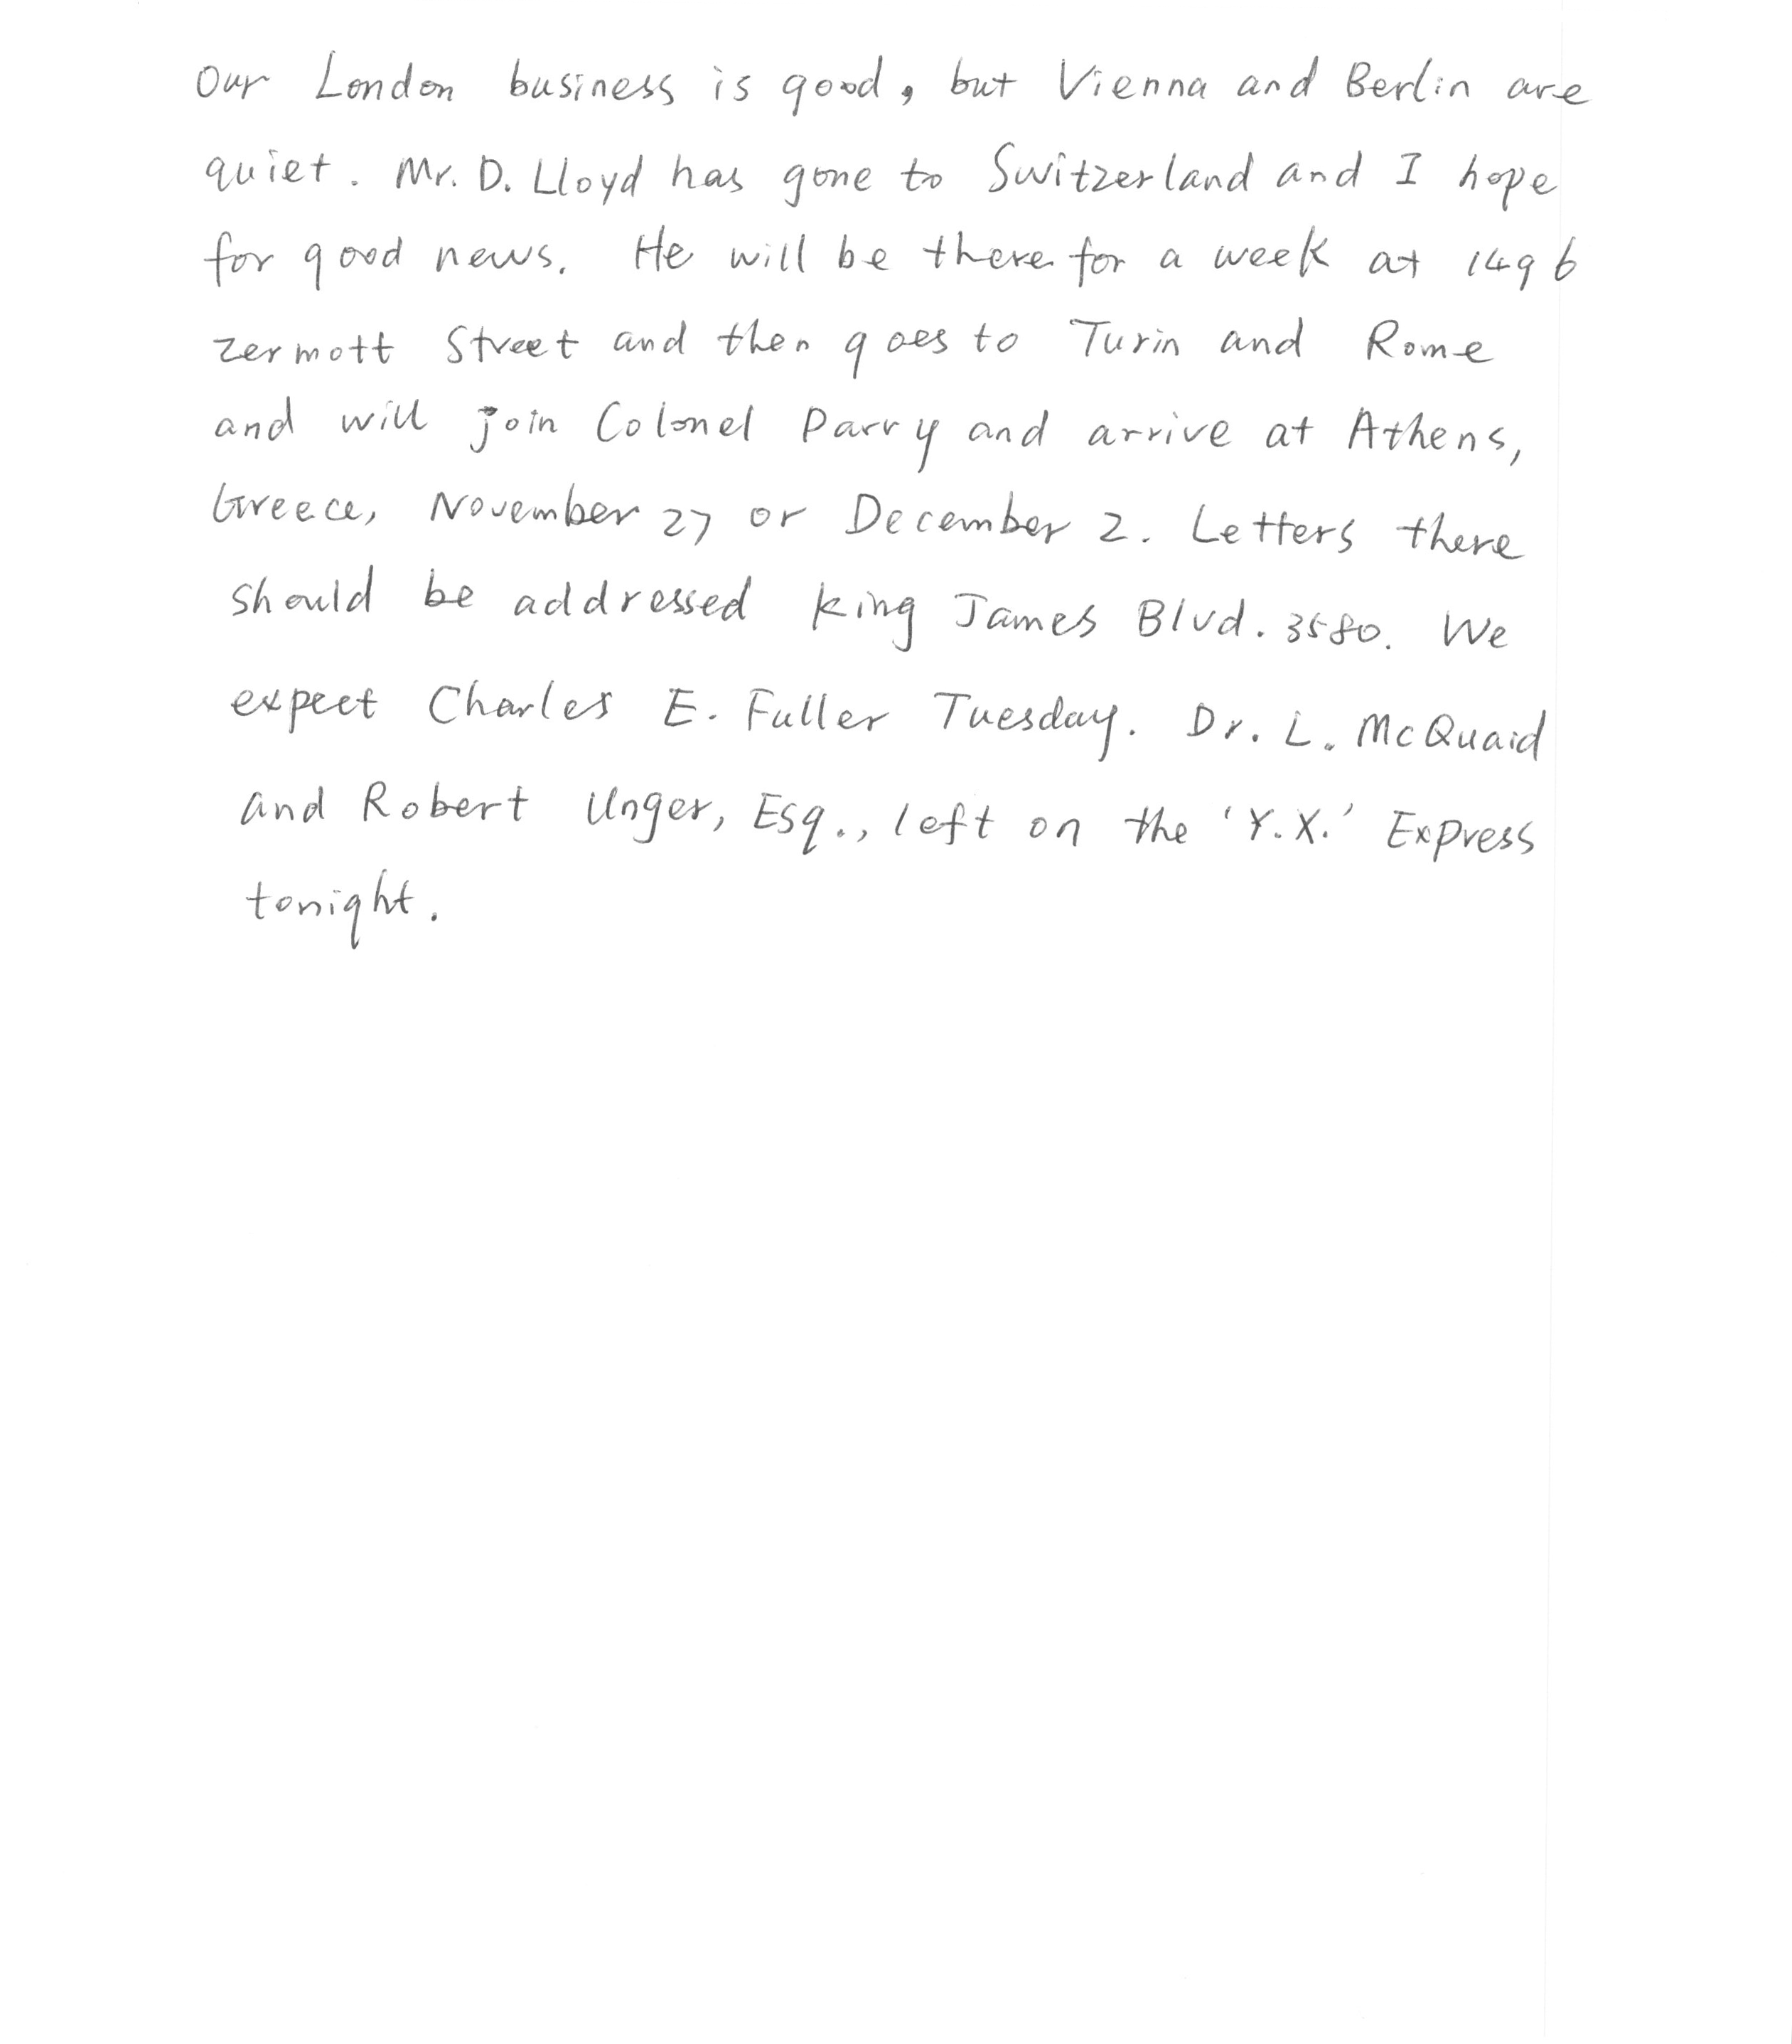 Our London business is good, but Vienna and Berlin are
quiet. Mr. D. Lloyd has gone to Switzerland and I hope
for good news. He will be there for a week at 1496
Zermott Street and then goes to Turin and Rome
and will join Colonel Parry and arrive at Athens,
Greece, November 27 or December 2. Letters there
should be addressed King James Blvd. 3580. We
expect Charles E. Fuller Tuesday. Dr. L. McQuaid
and Robert Unger, Esq., left on the 'Y.X.' Express
tonight.